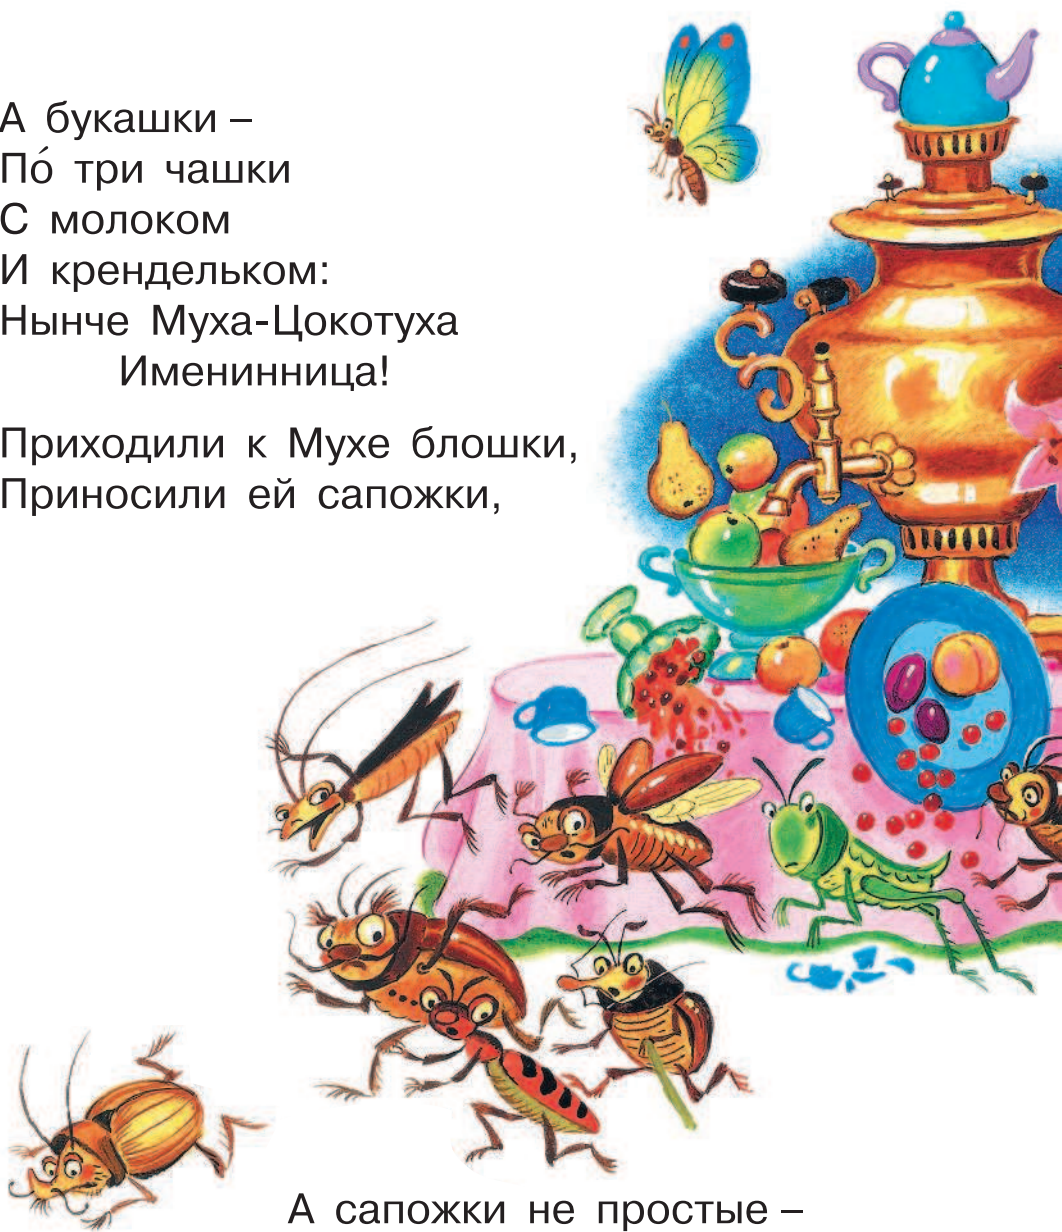 А букашки –
По́ три чашки
С молоком
И крендельком:
Нынче Муха-Цокотуха
Именинница!
Приходили к Мухе блошки,
Приносили ей сапожки,
А сапожки не простые –